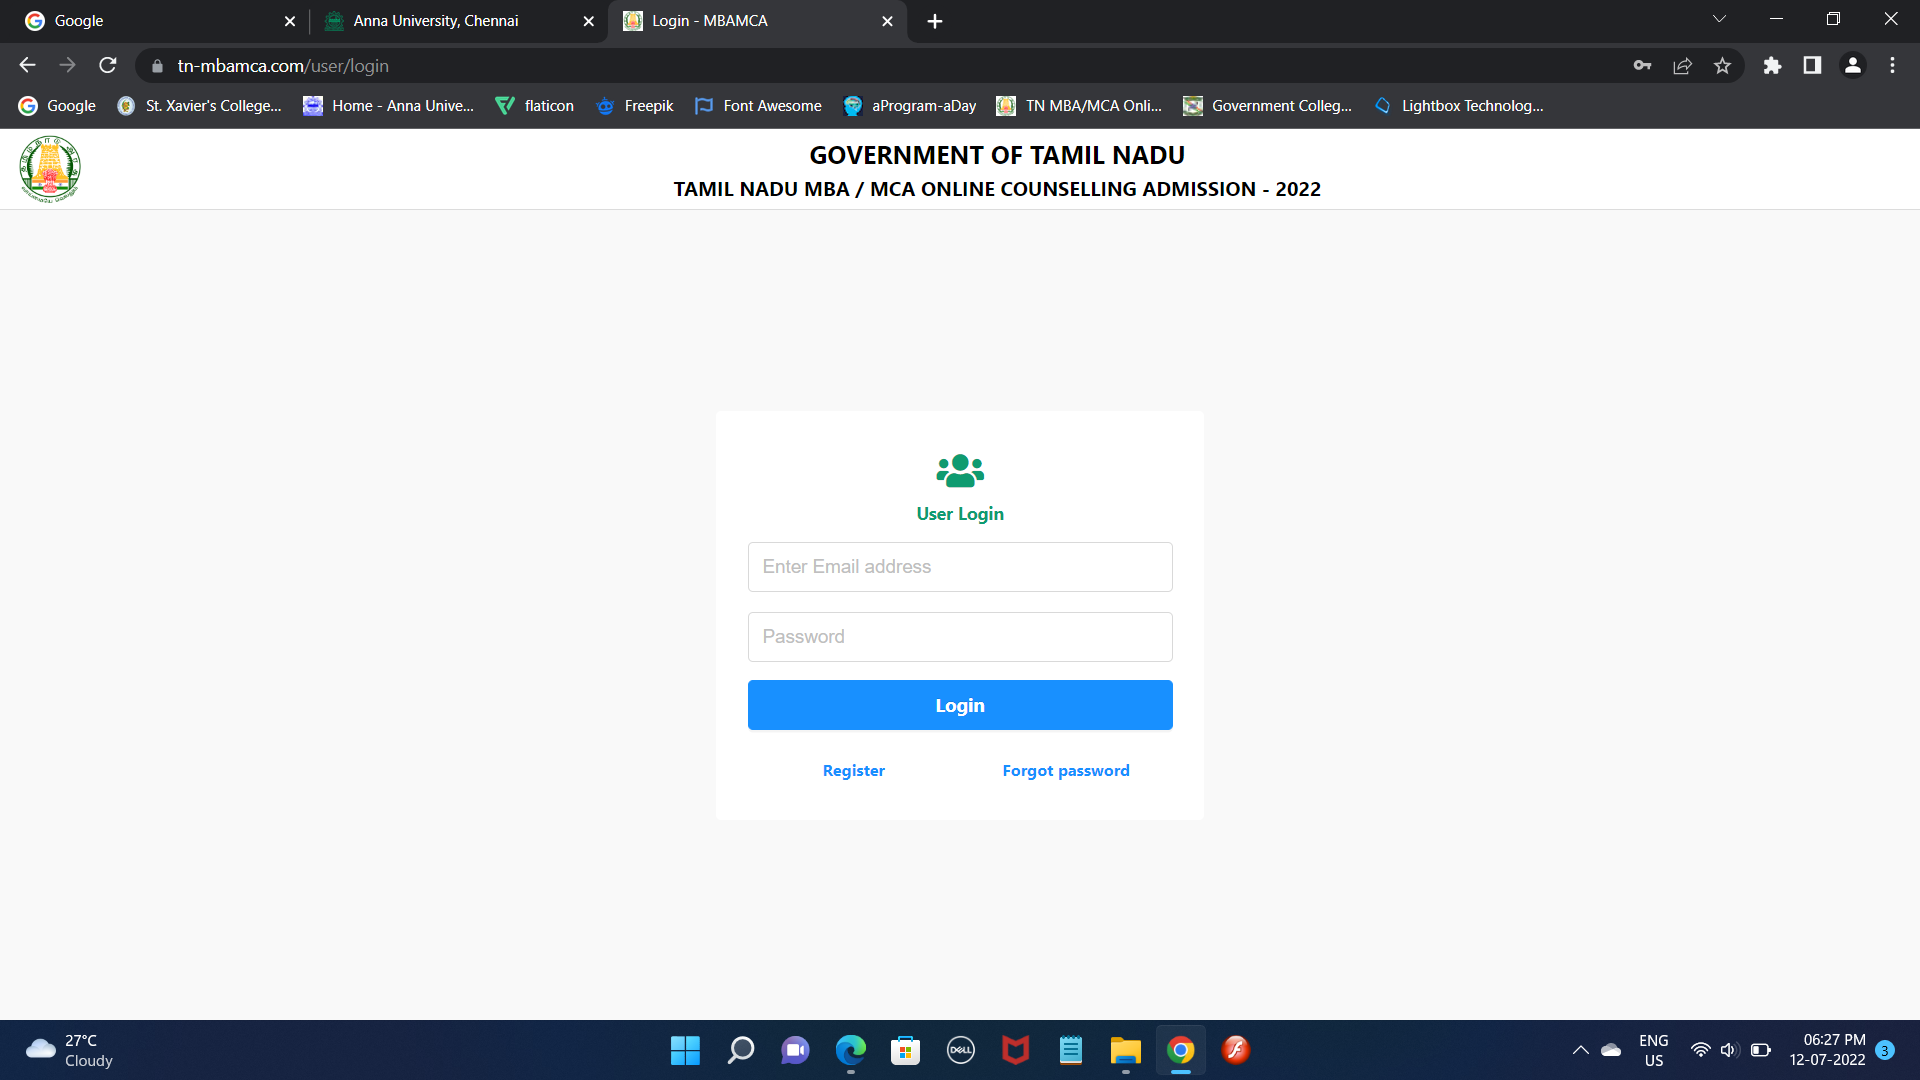 Google
Anna University, Chennai
Login - MBAMCA
tn-mbamca.com/user/login
Google
St. Xavier's College...
Home - Anna Unive...
flaticon
Freepik
Font Awesome
aProgram-aDay
TN MBA/MCA Onli...
Government Colleg...
Lightbox Technolog...
GOVERNMENT OF TAMIL NADU
TAMIL NADU MBA / MCA ONLINE COUNSELLING ADMISSION - 2022
User Login
Enter Email address
Password
Login
Register
Forgot password
27°C
Cloudy
DELL
ENG
US
06:27 PM
12-07-2022
3